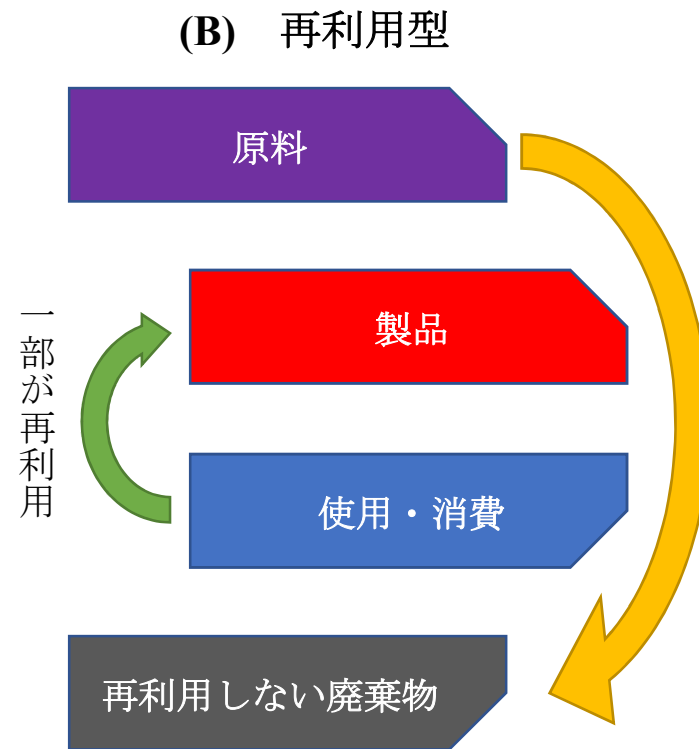 (B) 再利用型
原料
製品
一部が再利用
使用・消費
再利用しない廃棄物